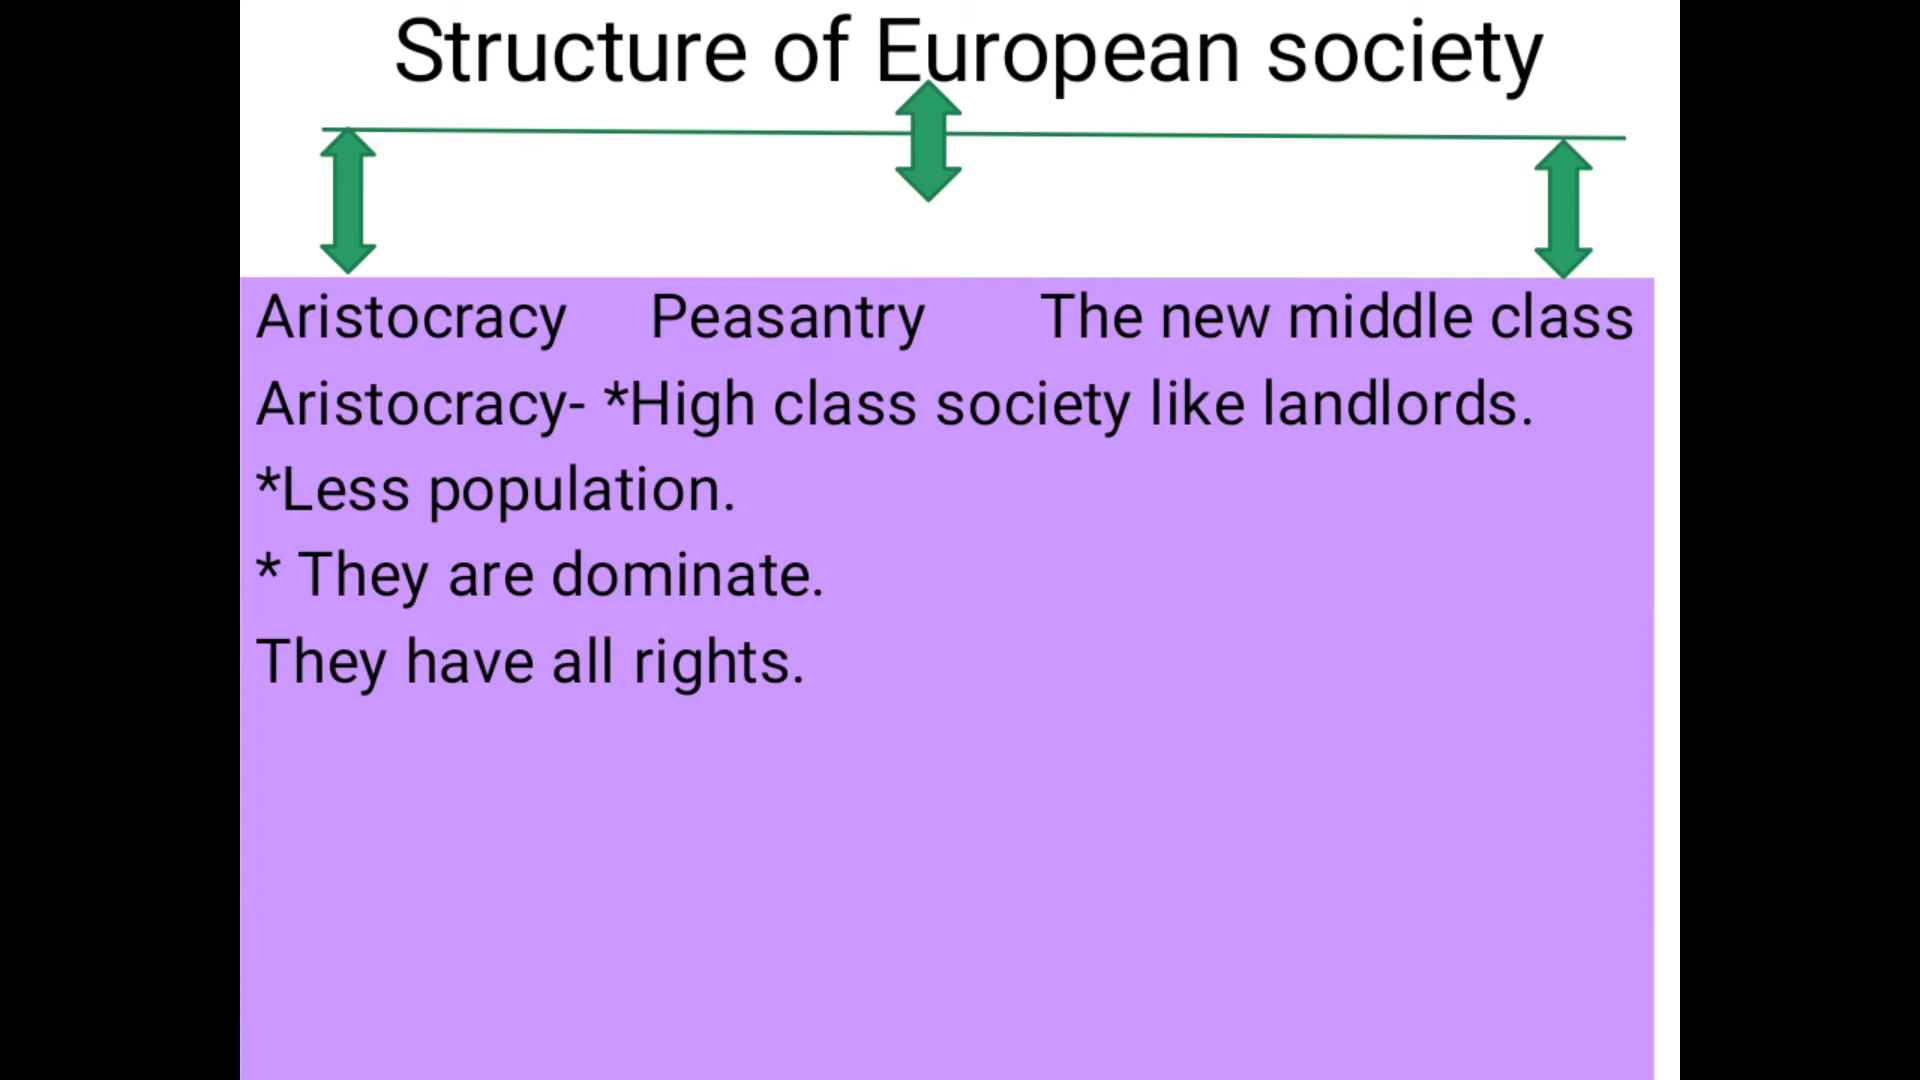 Structure of European society
Aristocracy Peasantry The new middle class
Aristocracy- *High class society like landlords.
*Less population.
* They are dominate.
They have all rights.